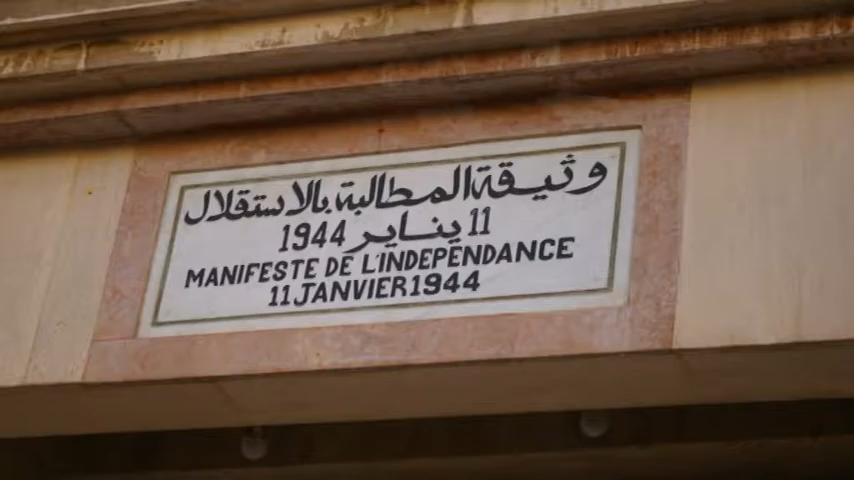 وثيقة المطالبة بالاستقلال
11 يناير 1944
MANIFESTE DE L'INDEPENDANCE
11 JANVIER 1944